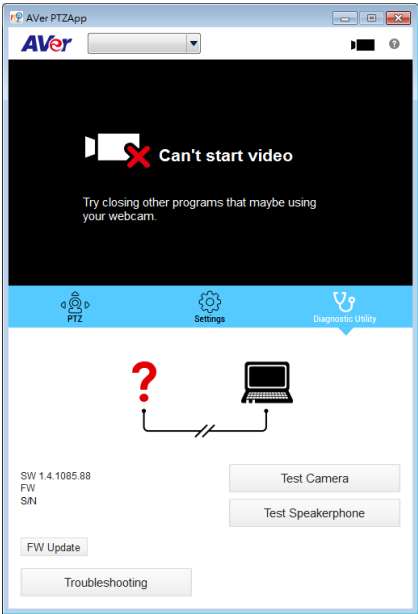 AVer PTZApp
AVer
?
Can't start video
Try closing other programs that maybe using
your webcam.
PTZ
Settings
Diagnostic Utility
?
SW 1.4.1085.88
FW
S/N
Test Camera
Test Speakerphone
FW Update
Troubleshooting